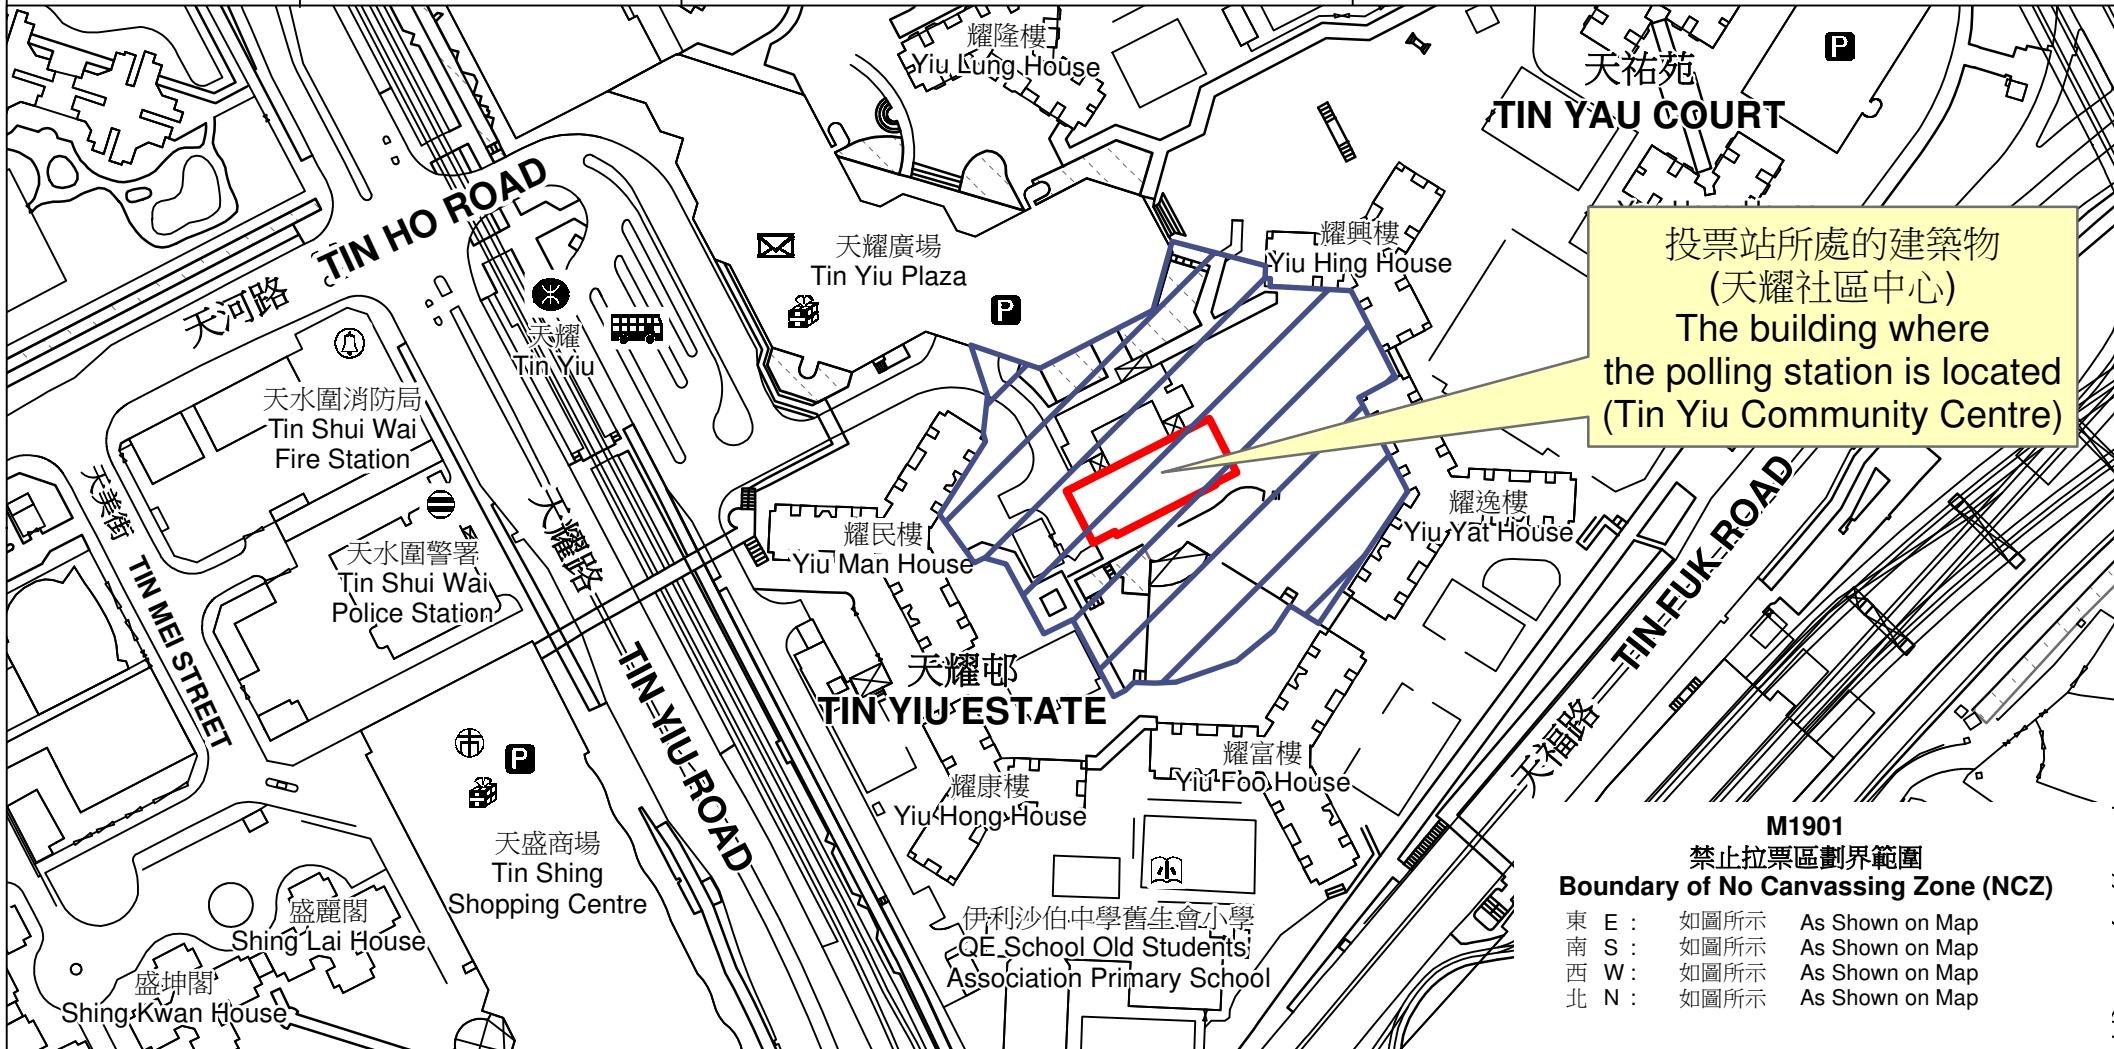 耀隆樓
Yiu Lung House
天祐苑
TIN YAU COURT
P
天河路 TIN HO ROAD
天耀廣場
Tin Yiu Plaza
P
耀興樓
Yiu Hing House
投票站所處的建築物
(天耀社區中心)
The building where
the polling station is located
(Tin Yiu Community Centre)
天耀
Tin Yiu
天水圍消防局
Tin Shui Wai
Fire Station
天水圍警署
Tin Shui Wai
Police Station
天美街 TIN MEI STREET
天耀路 TIN YIU ROAD
耀民樓
Yiu Man House
耀逸樓
Yiu Yat House
天福路 TIN FUK ROAD
天耀邨
TIN YIU ESTATE
耀富樓
Yiu Foo House
耀康樓
Yiu Hong House
P
天盛商場
Tin Shing
Shopping Centre
盛麗閣
Shing Lai House
盛坤閣
Shing Kwan House
伊利沙伯中學舊生會小學
QE School Old Students'
Association Primary School
M1901
禁止拉票區劃界範圍
Boundary of No Canvassing Zone (NCZ)
東 E : 如圖所示 As Shown on Map
南 S : 如圖所示 As Shown on Map
西 W : 如圖所示 As Shown on Map
北 N : 如圖所示 As Shown on Map